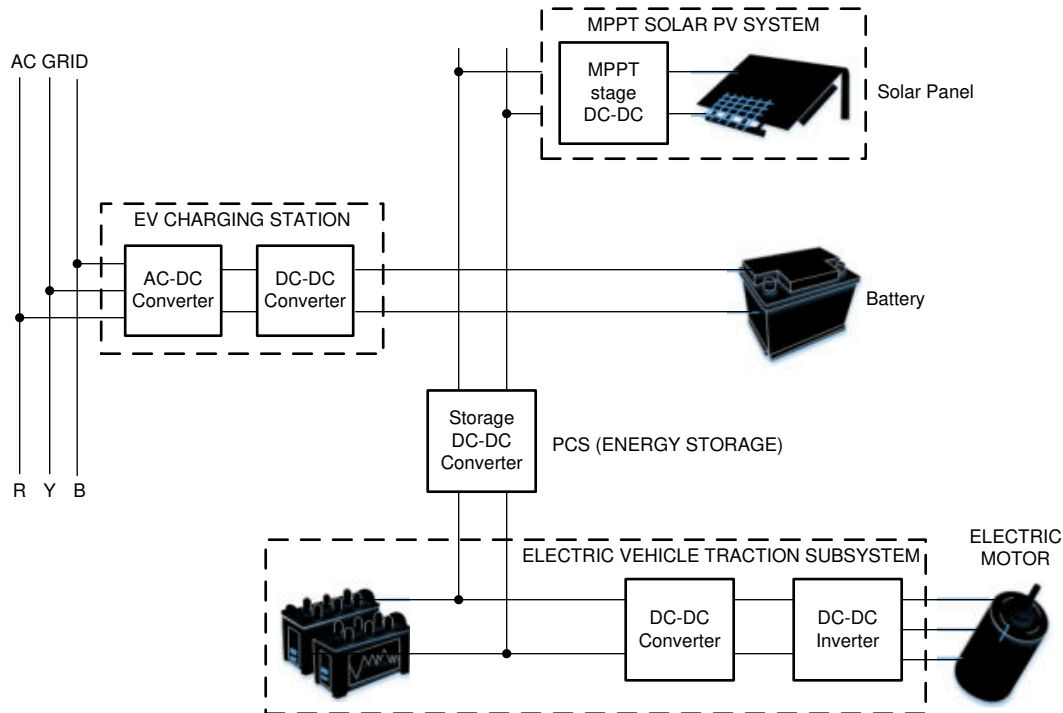 MPPT SOLAR PV SYSTEM
AC GRID
MPPT
stage
DC-DC
Solar Panel
EV CHARGING STATION
AC-DC
Converter
DC-DC
Converter
Battery
Storage
DC-DC
Converter
PCS (ENERGY STORAGE)
R Y B
ELECTRIC VEHICLE TRACTION SUBSYSTEM
ELECTRIC
MOTOR
DC-DC
Converter
DC-DC
Inverter